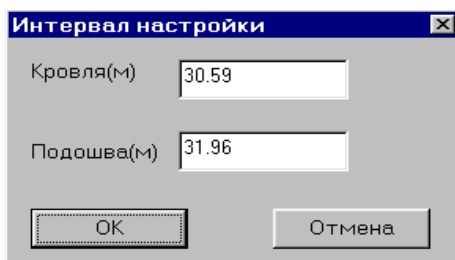 Интервал настройки
Кровля(м) 30.59
Подошва(м) 31.96
OK Отмена